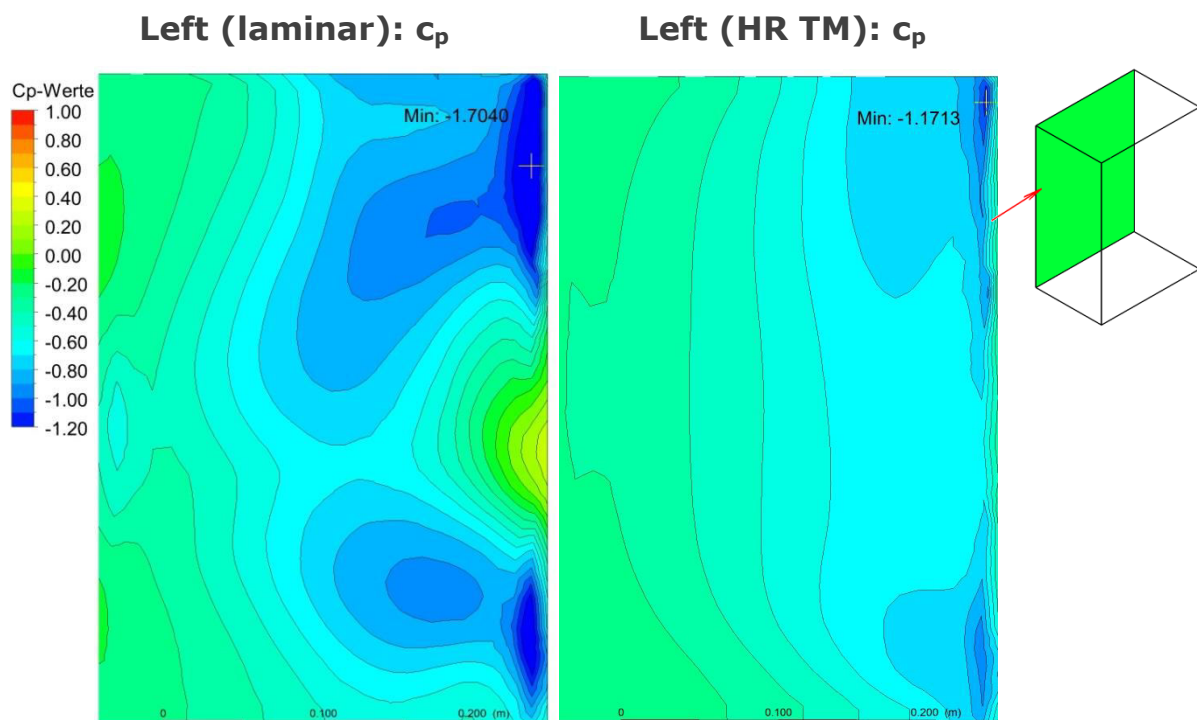 Left (laminar): cₚ
Left (HR TM): cₚ
Cp-Werte
1.00
0.80
0.60
0.40
0.20
0.00
-0.20
-0.40
-0.60
-0.80
-1.00
-1.20
Min: -1.7040
Min: -1.1713
0 0.100 0.200 (m)
0 0.100 0.200 (m)